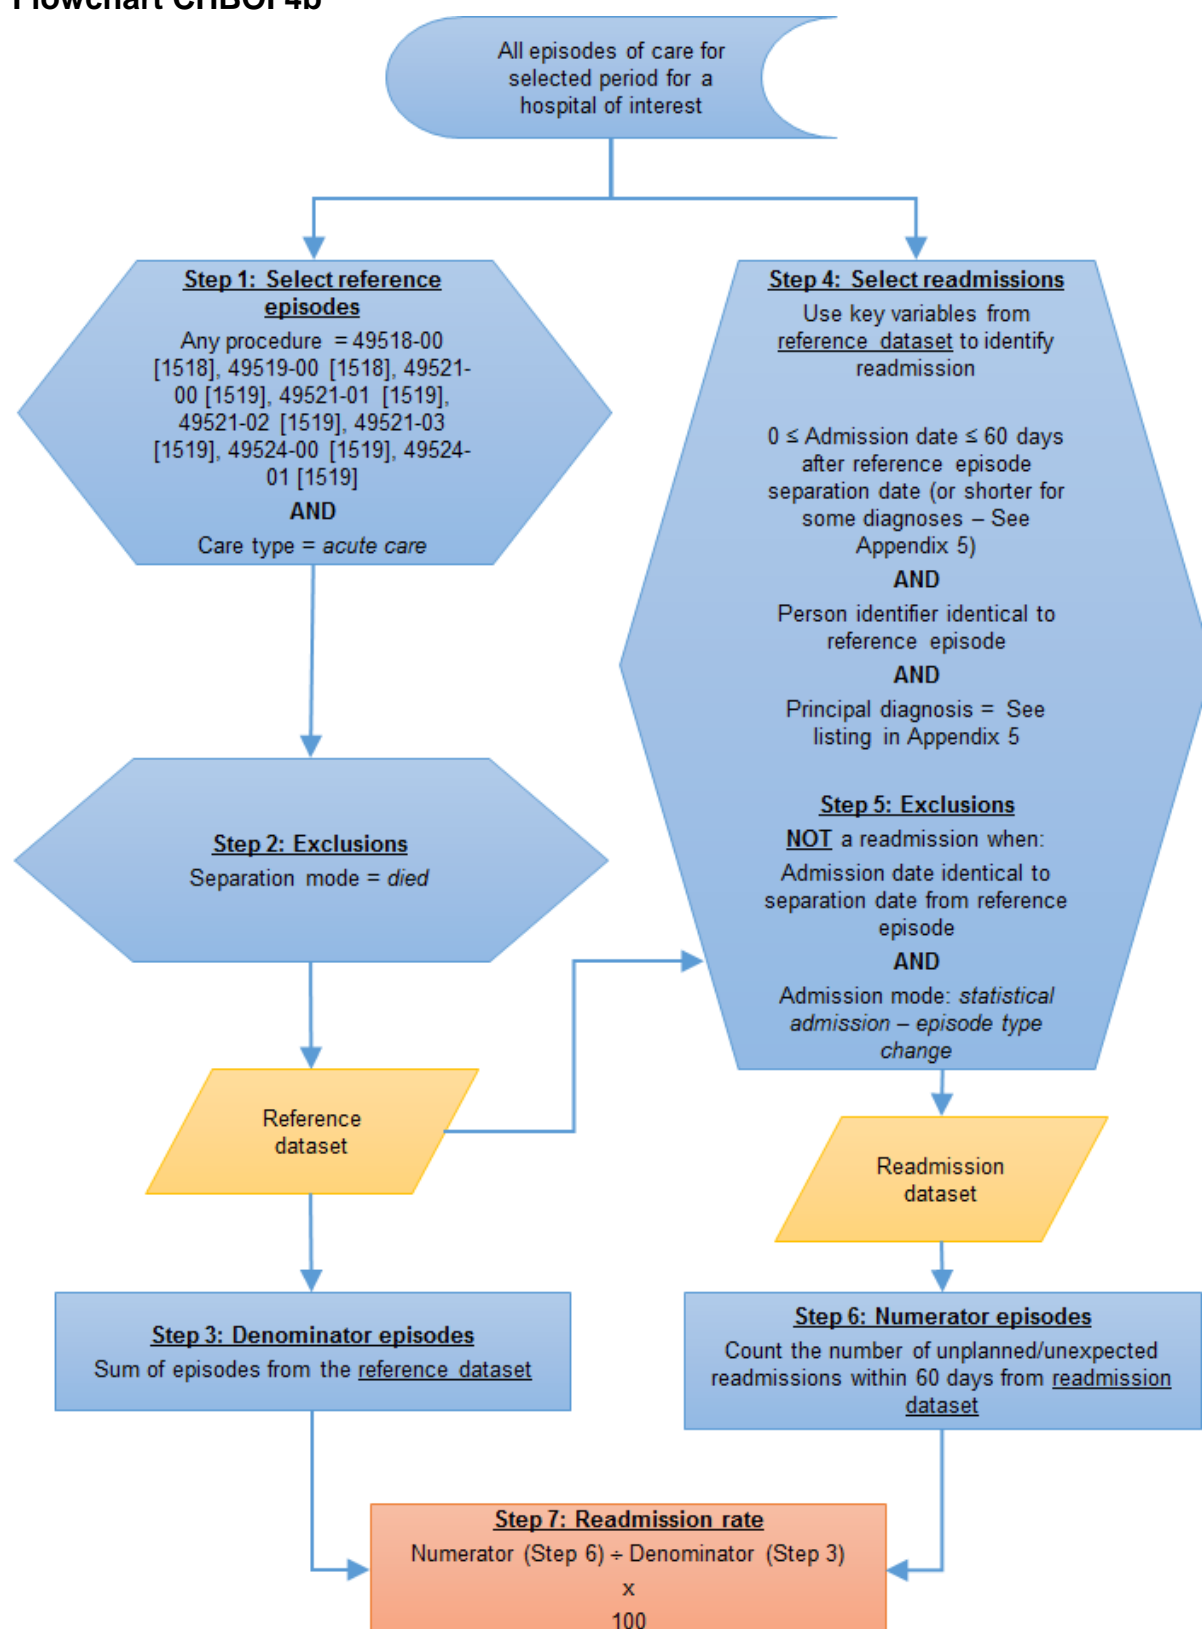 Flowchart CHBOI 4b
All episodes of care for
selected period for a
hospital of interest
Step 1: Select reference
episodes
Any procedure = 49518-00
[1518], 49519-00 [1518], 49521-
00 [1519], 49521-01 [1519],
49521-02 [1519], 49521-03
[1519], 49524-00 [1519], 49524-
01 [1519]
AND
Care type = acute care
Step 2: Exclusions
Separation mode = died
Reference
dataset
Step 3: Denominator episodes
Sum of episodes from the reference dataset
Step 4: Select readmissions
Use key variables from
reference dataset to identify
readmission
0 ≤ Admission date ≤ 60 days
after reference episode
separation date (or shorter for
some diagnoses – See
Appendix 5)
AND
Person identifier identical to
reference episode
AND
Principal diagnosis = See
listing in Appendix 5
Step 5: Exclusions
NOT a readmission when:
Admission date identical to
separation date from reference
episode
AND
Admission mode: statistical
admission – episode type
change
Readmission
dataset
Step 6: Numerator episodes
Count the number of unplanned/unexpected
readmissions within 60 days from readmission
dataset
Step 7: Readmission rate
Numerator (Step 6) ÷ Denominator (Step 3)
x
100